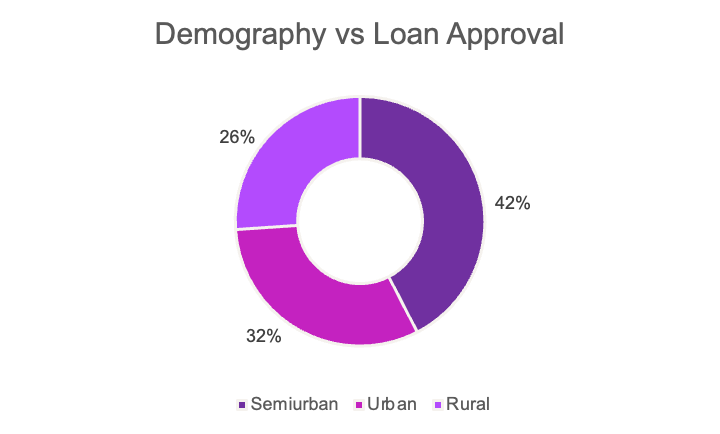 Demography vs Loan Approval
26%
42%
32%
Semiurban Urban Rural